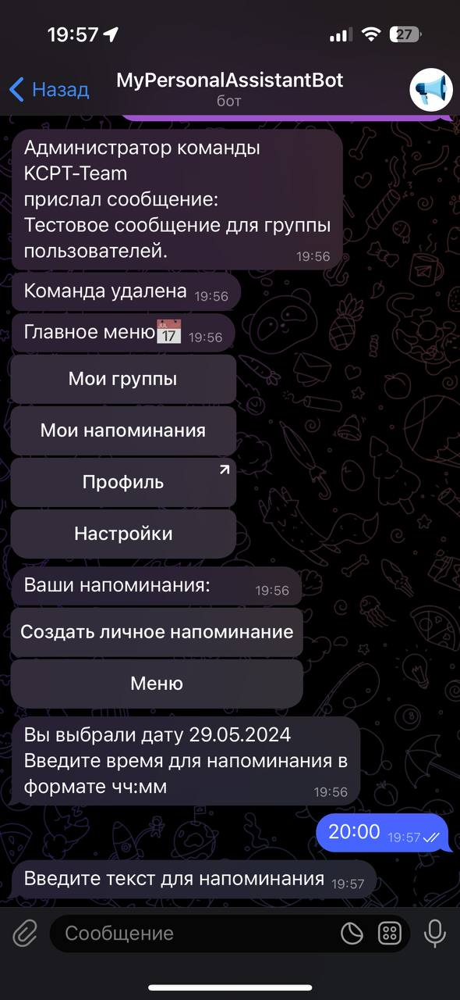 19:57
27
Назад
MyPersonalAssistantBot
бот
Администратор команды
KCPT-Team
прислал сообщение:
Тестовое сообщение для группы
пользователей.
19:56
Команда удалена 19:56
Главное меню JUL 17 19:56
Мои группы
Мои напоминания
Профиль
Настройки
Ваши напоминания: 19:56
Создать личное напоминание
Меню
Вы выбрали дату 29.05.2024
Введите время для напоминания в
формате чч:мм 19:56
20:00 19:57
Введите текст для напоминания 19:57
Сообщение